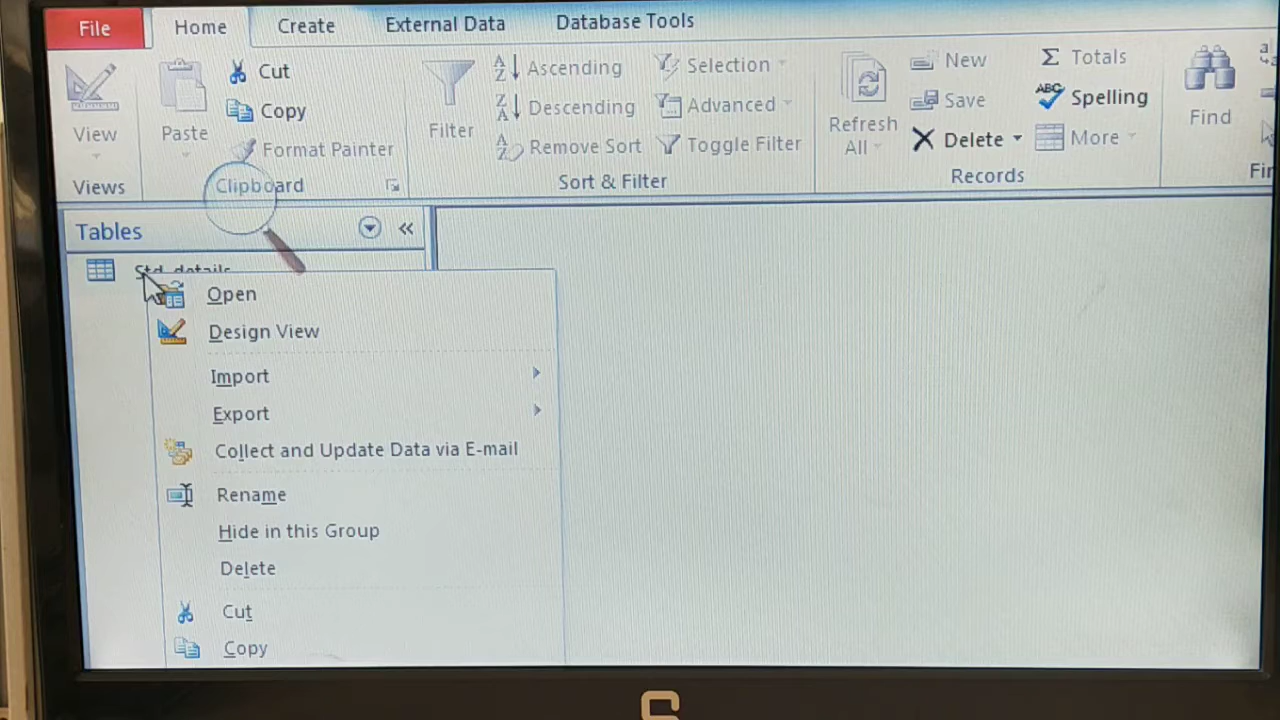 File Home Create External Data Database Tools
View Paste Cut Copy Format Painter
Views Clipboard
Filter Ascending Descending Remove Sort Selection Advanced Toggle Filter
Sort & Filter
Refresh All New Save Delete Totals Spelling More
Records
Find
Tables
Std_details
Open
Design View
Import
Export
Collect and Update Data via E-mail
Rename
Hide in this Group
Delete
Cut
Copy